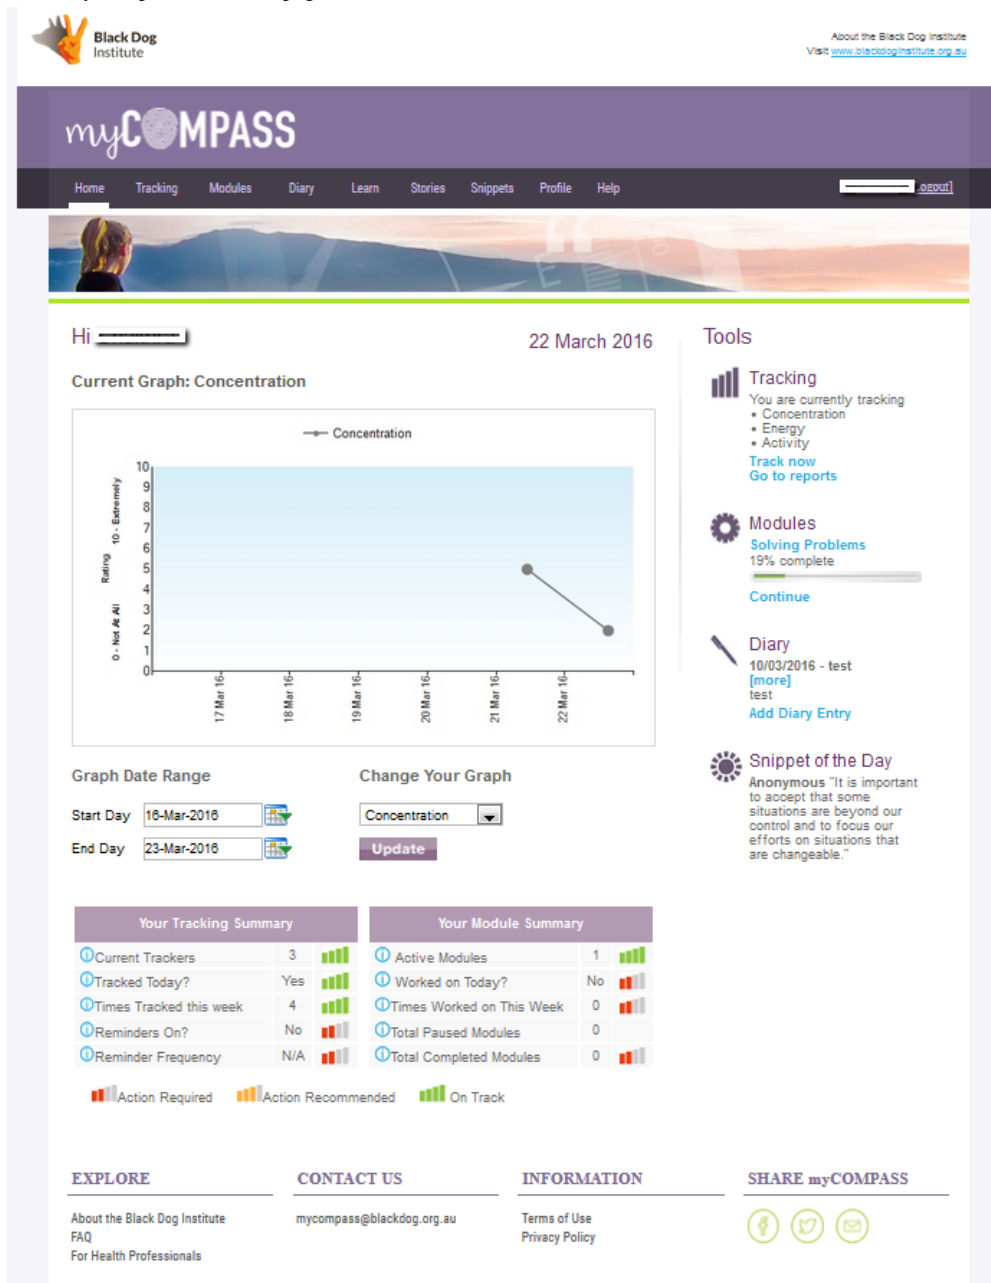 Black Dog
Institute
About the Black Dog Institute
Visit www.blackdoginstitute.org.au
myCOMPASS
Home Tracking Modules Diary Learn Stories Snippets Profile Help
Logout]
Hi
22 March 2016
Current Graph: Concentration
Concentration
10 - Extremely
Rating
0 - Not At All
10
9
8
7
6
5
4
3
2
1
0
17 Mar 16
18 Mar 16
19 Mar 16
20 Mar 16
21 Mar 16
22 Mar 16
Graph Date Range
Start Day 16-Mar-2016
End Day 23-Mar-2016
Change Your Graph
Concentration
Update
Tools
Tracking
You are currently tracking
• Concentration
• Energy
• Activity
Track now
Go to reports
Modules
Solving Problems
19% complete
Continue
Diary
10/03/2016 - test
[more]
test
Add Diary Entry
Snippet of the Day
Anonymous "It is important
to accept that some
situations are beyond our
control and to focus our
efforts on situations that
are changeable."
Your Tracking Summary
Current Trackers 3
Tracked Today? Yes
Times Tracked this week 4
Reminders On? No
Reminder Frequency N/A
Your Module Summary
Active Modules 1
Worked on Today? No
Times Worked on This Week 0
Total Paused Modules 0
Total Completed Modules 0
Action Required Action Recommended On Track
EXPLORE
About the Black Dog Institute
FAQ
For Health Professionals
CONTACT US
mycompass@blackdog.org.au
INFORMATION
Terms of Use
Privacy Policy
SHARE myCOMPASS